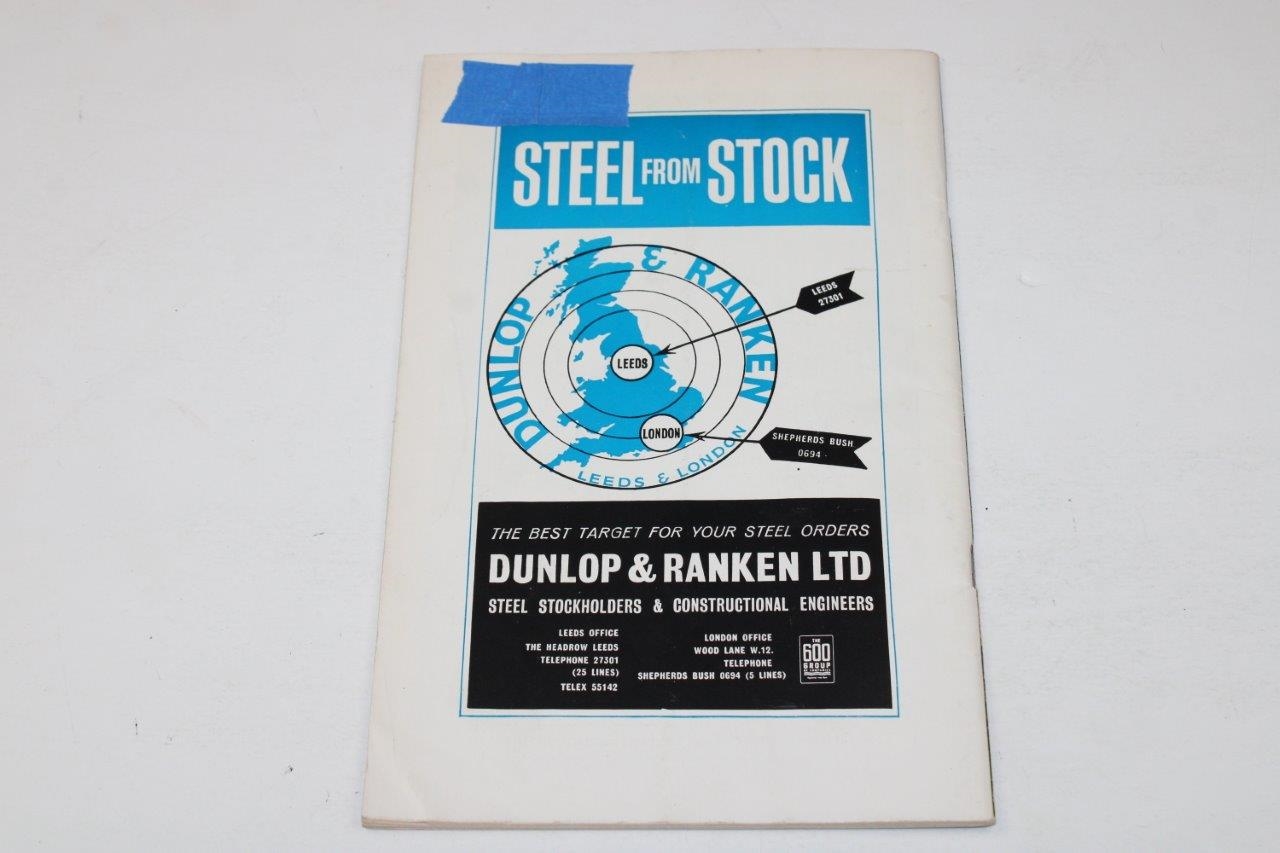 STEEL FROM STOCK
DUNLOP & RANKEN
LEEDS
27301
LEEDS
LONDON
SHEPHERDS BUSH
0694
LEEDS & LONDON
THE BEST TARGET FOR YOUR STEEL ORDERS
DUNLOP & RANKEN LTD
STEEL STOCKHOLDERS & CONSTRUCTIONAL ENGINEERS
LEEDS OFFICE
THE HEADROW LEEDS
TELEPHONE 27301
(25 LINES)
TELEX 55142
LONDON OFFICE
WOOD LANE W.12.
TELEPHONE
SHEPHERDS BUSH 0694 (5 LINES)
THE
600
GROUP